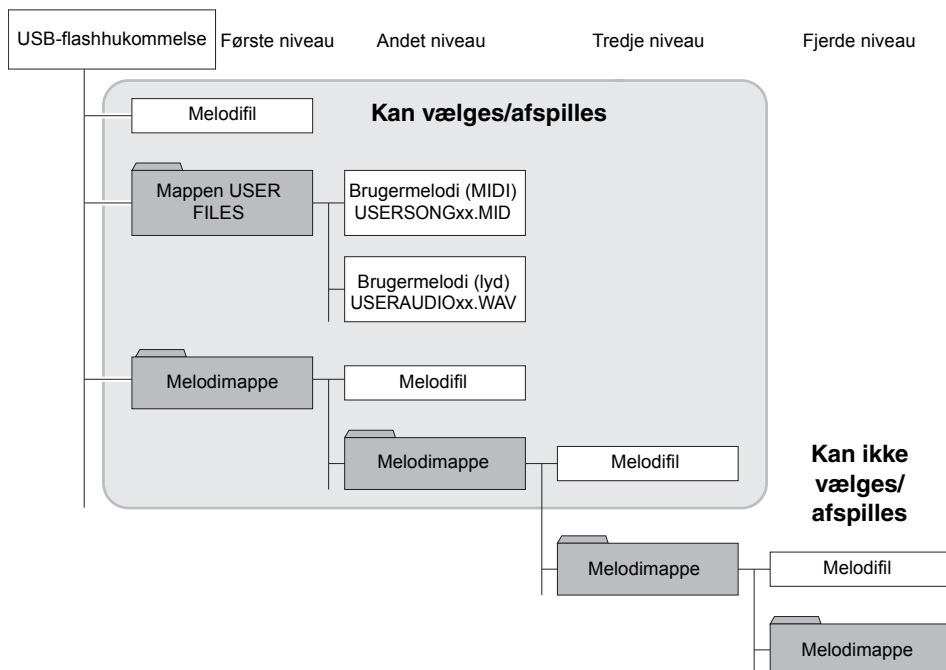 USB-flashhukommelse
Første niveau
Andet niveau
Tredje niveau
Fjerde niveau
Melodifil
Kan vælges/afspilles
Mappen USER
FILES
Brugermelodi (MIDI)
USERSONGxx.MID
Brugermelodi (lyd)
USERAUDIOxx.WAV
Melodimappe
Melodifil
Melodimappe
Melodifil
Kan ikke
vælges/
afspilles
Melodimappe
Melodifil
Melodimappe